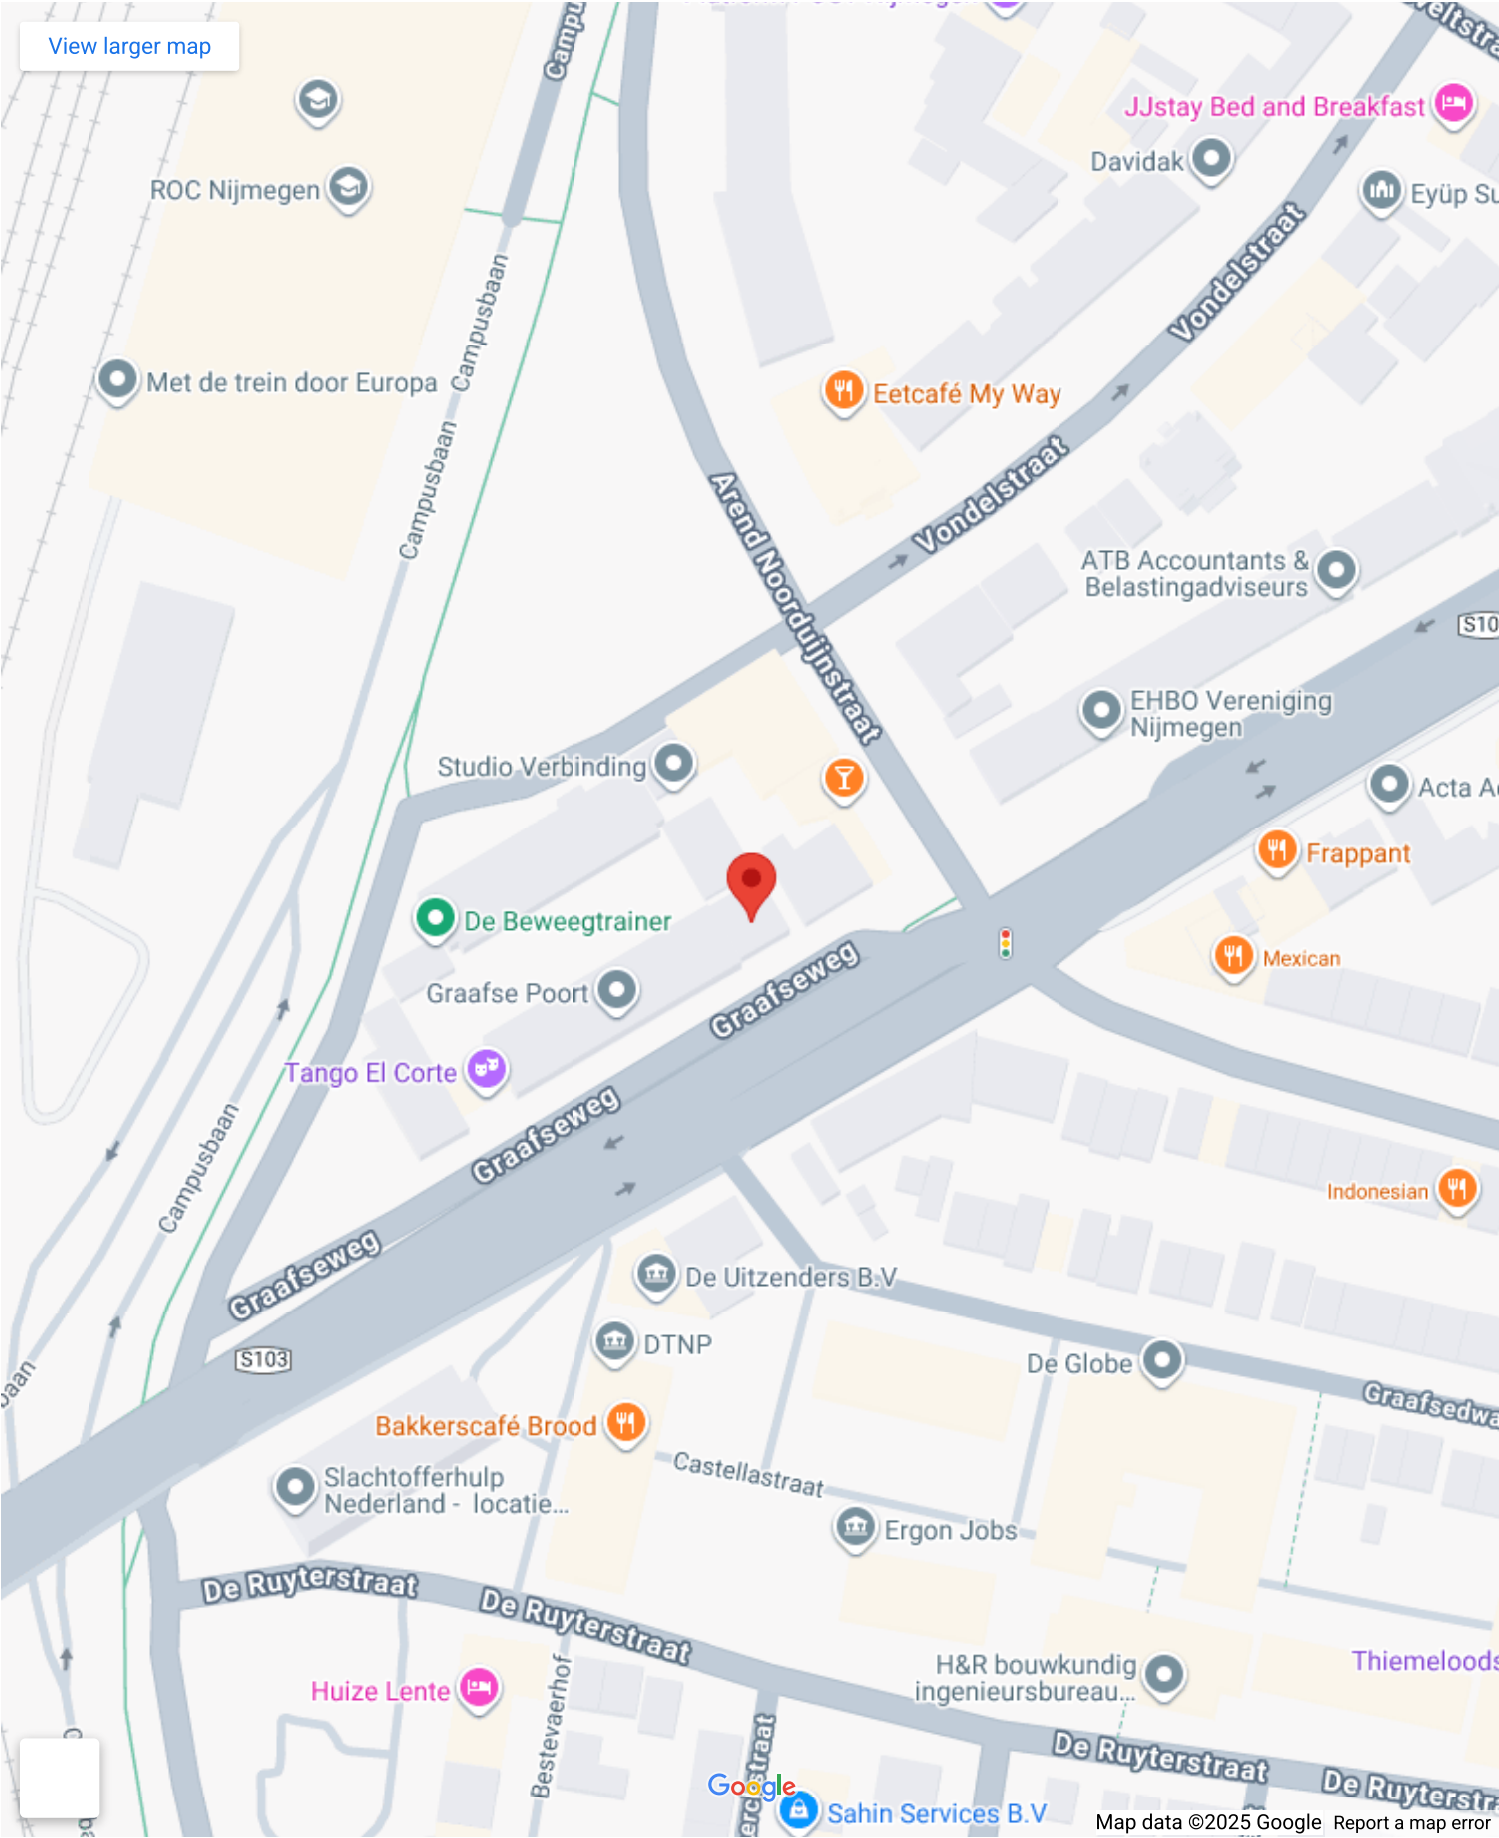 View larger map
Campu
JJstay Bed and Breakfast
Davidak
ROC Nijmegen
Eyüp Su
Vondelstraat
Campusbaan
Met de trein door Europa
Eetcafé My Way
Campusbaan
Vondelstraat
Arend Noorduijnstraat
ATB Accountants &
Belastingadviseurs
S10
EHBO Vereniging
Nijmegen
Studio Verbinding
Acta A
Frappant
De Beweegtrainer
Mexican
Graafseweg
Graafse Poort
Tango El Corte
Graafseweg
Campusbaan
Indonesian
Graafseweg
De Uitzenders B.V
DTNP
S103
De Globe
baan
Graafsedwa
Bakkerscafé Brood
Castellastraat
Slachtofferhulp
Nederland - locatie...
Ergon Jobs
De Ruyterstraat
De Ruyterstraat
H&R bouwkundig
ingenieursbureau...
Thiemeloods
Huize Lente
Bestevaerhof
De Ruyterstraat
De Ruyterstr
Google
Sahin Services B.V
Map data ©2025 Google
Report a map error